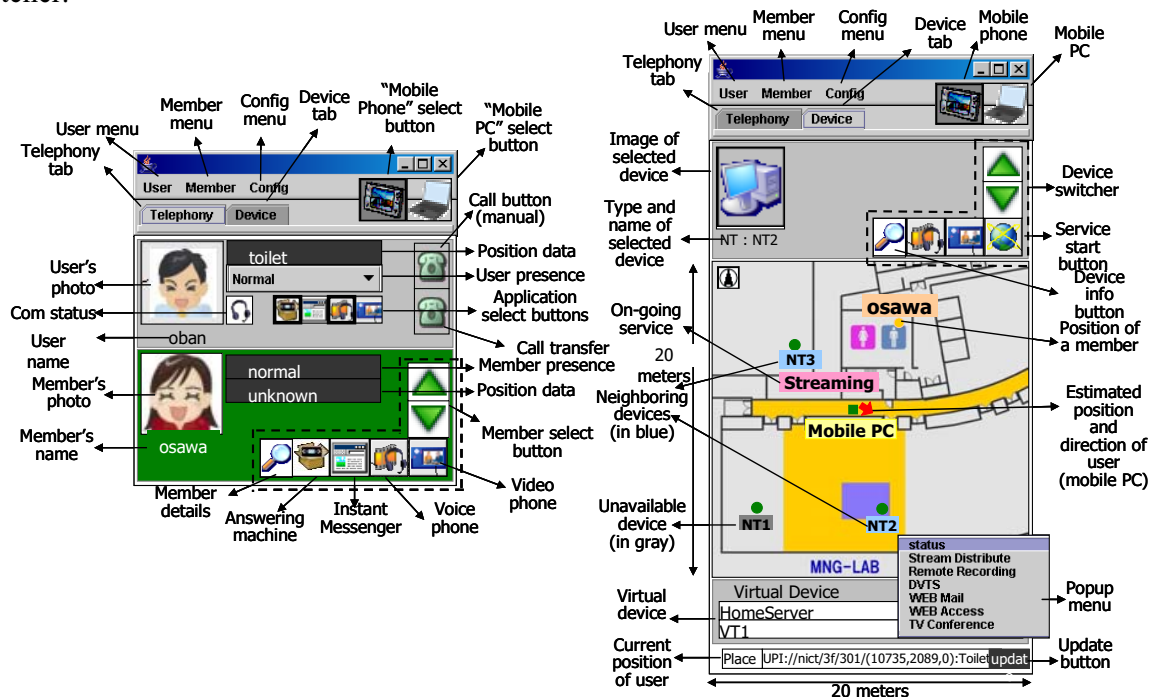 User menu
Member
menu
Config
menu
Device
tab
"Mobile
Phone" select
button
"Mobile
PC" select
button
Telephony
tab
User Member Config
Telephony Device
Call button
(manual)
toilet
Position data
Normal
User presence
User's
photo
Com status
Application
select buttons
User
name
oban
Call transfer
normal
Member presence
Member's
photo
unknown
Position data
Member's
name
osawa
Member select
button
Member
details
Answering
machine
Instant
Messenger
Voice
phone
Video
phone
User menu
Member
menu
Config
menu
Device
tab
Mobile
phone
Mobile
PC
Telephony
tab
User Member Config
Telephony Device
Image of
selected
device
Device
switcher
Type and
name of
selected
device
NT : NT2
Service
start
button
Device
info
button
On-going
service
osawa
Position of
a member
20
meters
NT3
Streaming
Neighboring
devices
(in blue)
Mobile PC
Estimated
position
and
direction of
user
(mobile PC)
Unavailable
device
(in gray)
NT1
NT2
MNG-LAB
status
Stream Distribute
Remote Recording
DVTS
WEB Mail
WEB Access
TV Conference
Popup
menu
Virtual
device
Virtual Device
HomeServer
VT1
Current
position
of user
Place UPI://nict/3f/301/(10735,2089,0):Toilet updat
Update
button
20 meters